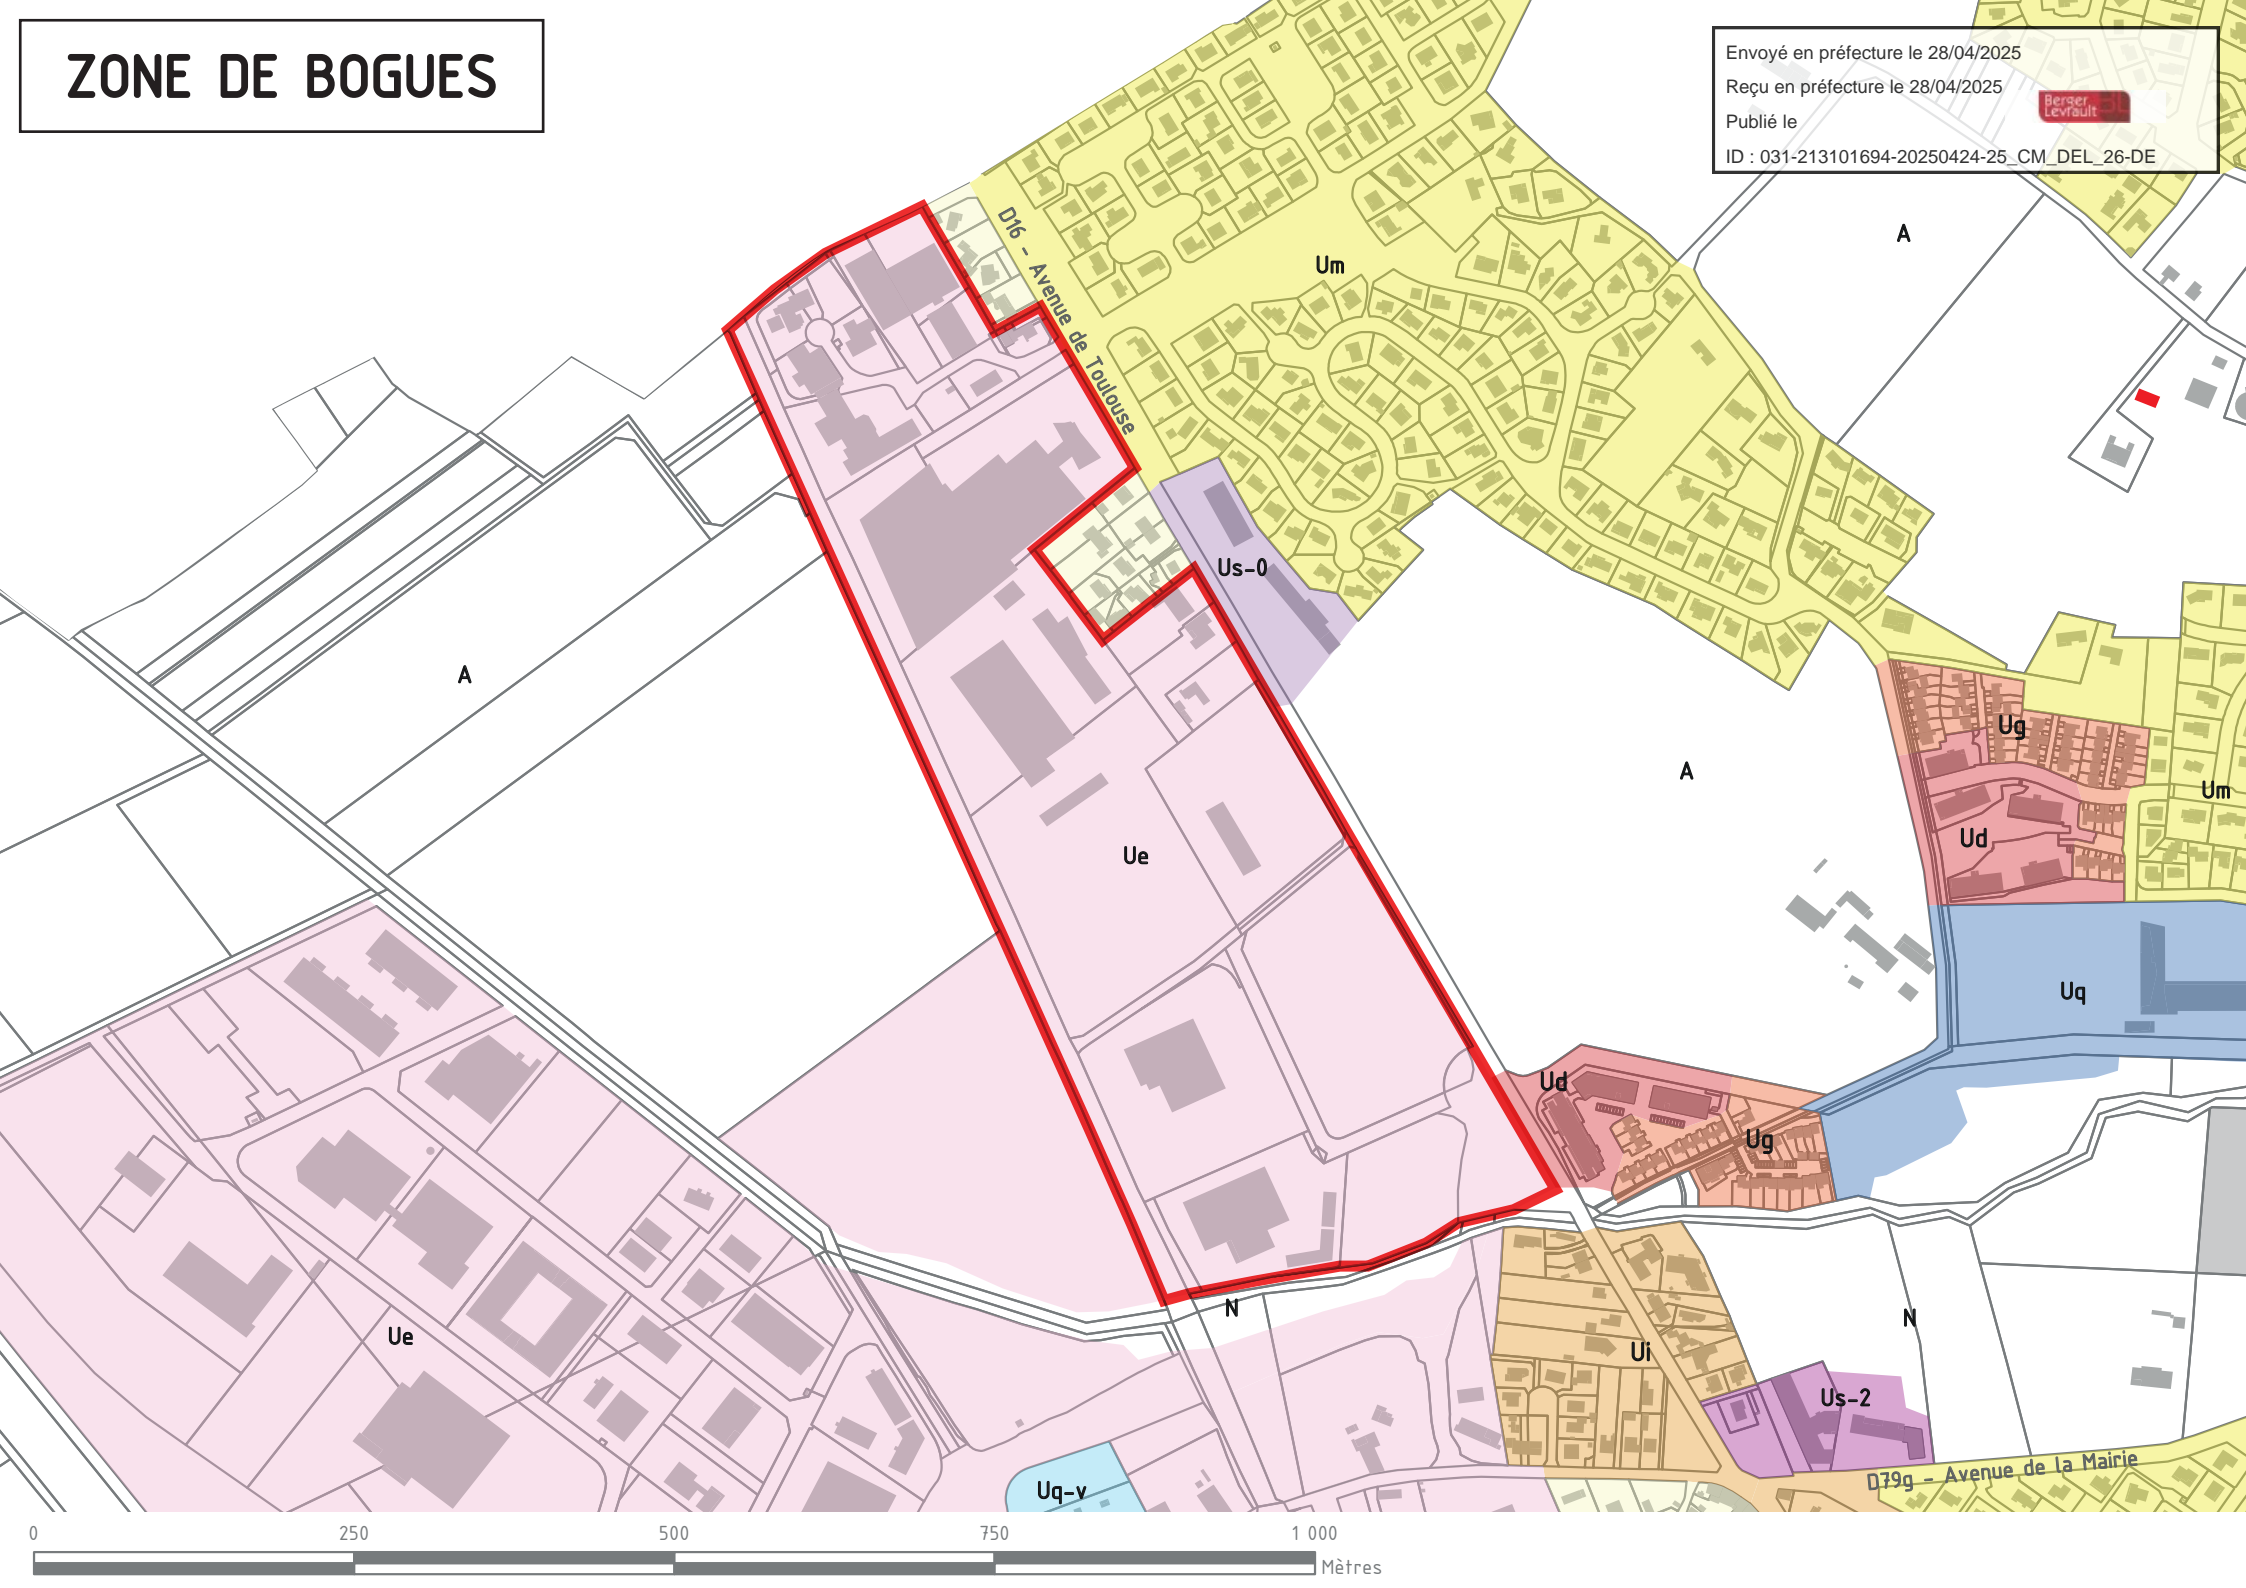 ZONE DE BOGUES
Envoyé en préfecture le 28/04/2025
Reçu en préfecture le 28/04/2025
Publié le
Berger
Levrault
ID : 031-213101694-20250424-25_CM_DEL_26-DE
D16 - Avenue de Toulouse
Um
A
Us-0
A
Ug
A
Um
Ud
Ue
Uq
Ud
Ug
N
N
Ue
Ui
Us-2
D79g - Avenue de la Mairie
Uq-v
0 250 500 750 1 000
Mètres